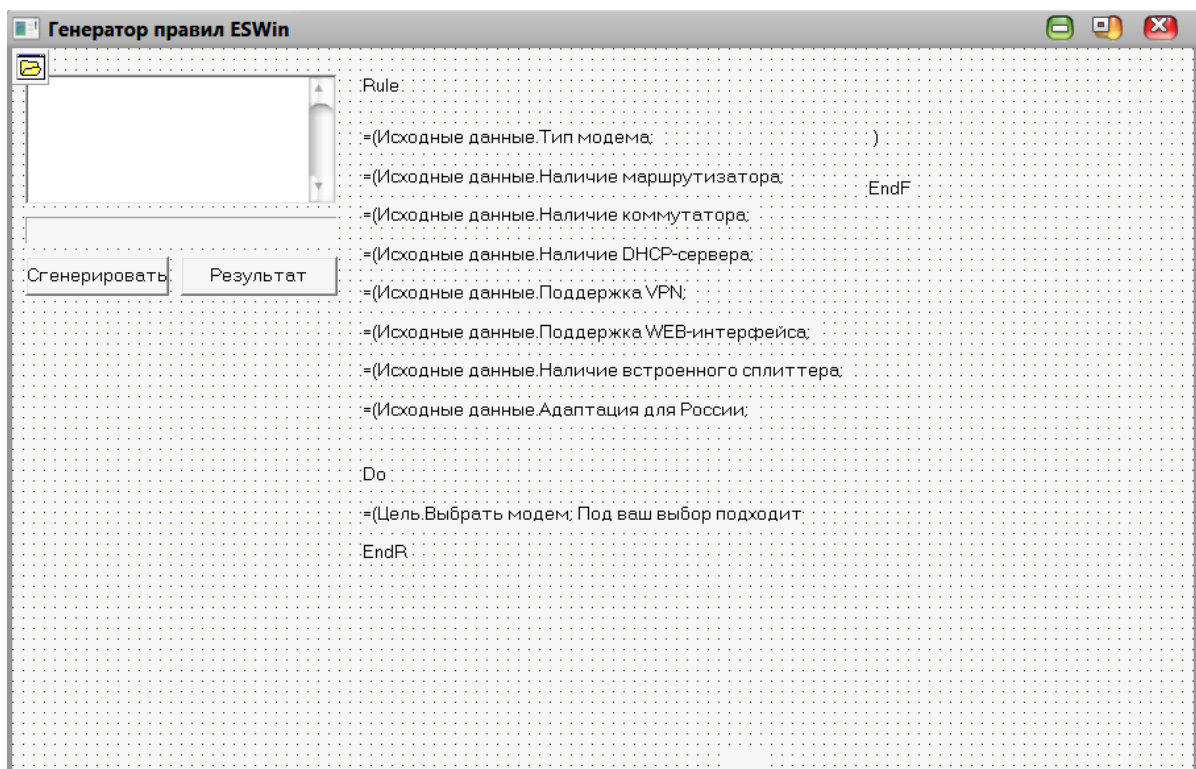 Генератор правил ESWin
Сгенерировать
Результат
Rule
=(Исходные данные.Тип модема;
)
=(Исходные данные.Наличие маршрутизатора;
EndF
=(Исходные данные.Наличие коммутатора;
=(Исходные данные.Наличие DHCP-сервера;
=(Исходные данные.Поддержка VPN;
=(Исходные данные.Поддержка WEB-интерфейса;
=(Исходные данные.Наличие встроенного сплиттера;
=(Исходные данные.Адаптация для России;
Do
=(Цель.Выбрать модем; Под ваш выбор подходит
EndR